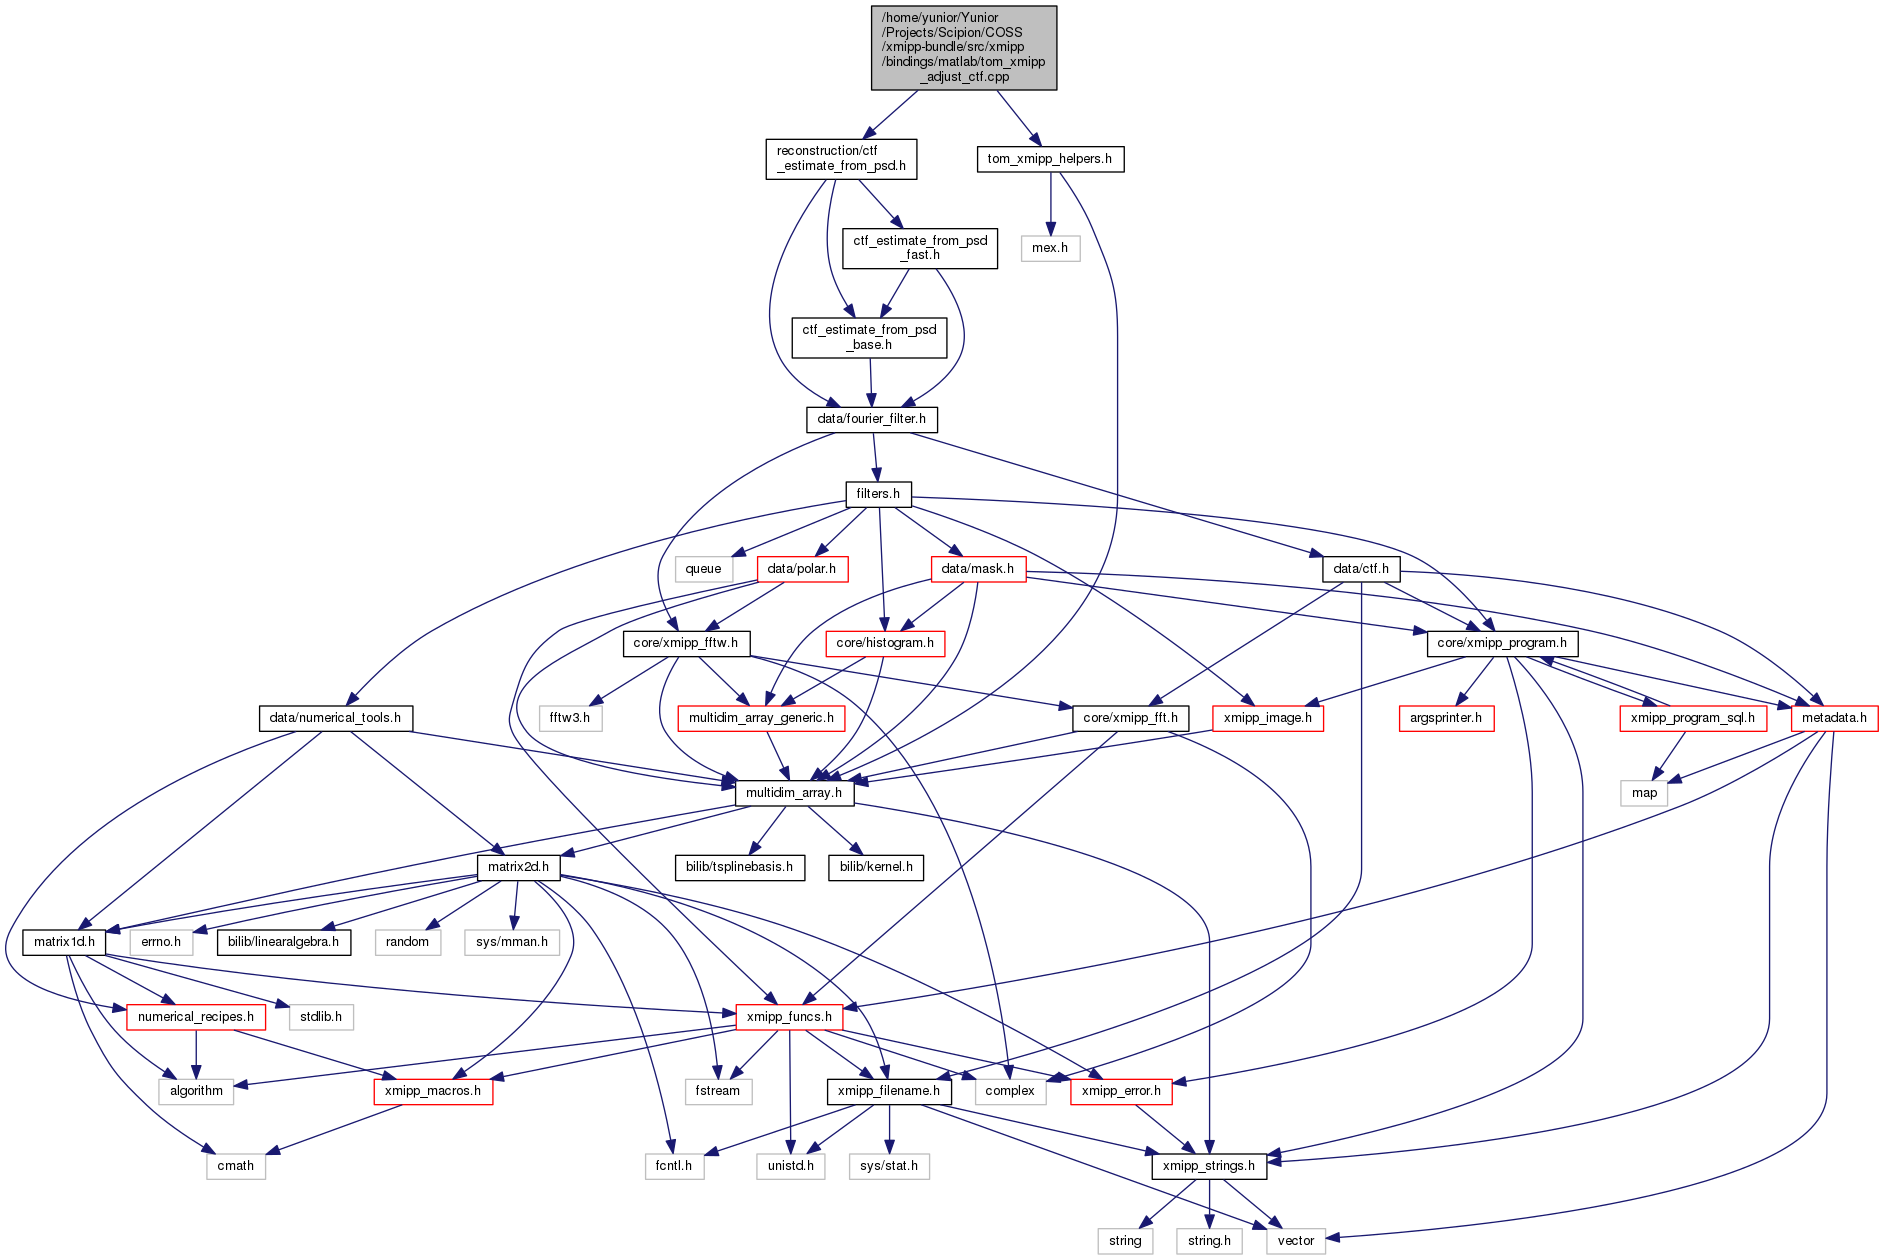 /home/yunior/Yunior
/Projects/Scipion/COSS
/xmipp-bundle/src/xmipp
/bindings/matlab/tom_xmipp
_adjust_ctf.cpp
reconstruction/ctf
_estimate_from_psd.h
tom_xmipp_helpers.h
ctf_estimate_from_psd
_fast.h
mex.h
ctf_estimate_from_psd
_base.h
data/fourier_filter.h
filters.h
queue
data/polar.h
data/mask.h
data/ctf.h
core/xmipp_fftw.h
core/histogram.h
core/xmipp_program.h
data/numerical_tools.h
fftw3.h
multidim_array_generic.h
core/xmipp_fft.h
xmipp_image.h
argsprinter.h
xmipp_program_sql.h
metadata.h
multidim_array.h
map
matrix2d.h
bilib/tsplinebasis.h
bilib/kernel.h
matrix1d.h
errno.h
bilib/linearalgebra.h
random
sys/mman.h
numerical_recipes.h
stdlib.h
xmipp_funcs.h
algorithm
xmipp_macros.h
fstream
xmipp_filename.h
complex
xmipp_error.h
cmath
fcntl.h
unistd.h
sys/stat.h
xmipp_strings.h
string
string.h
vector